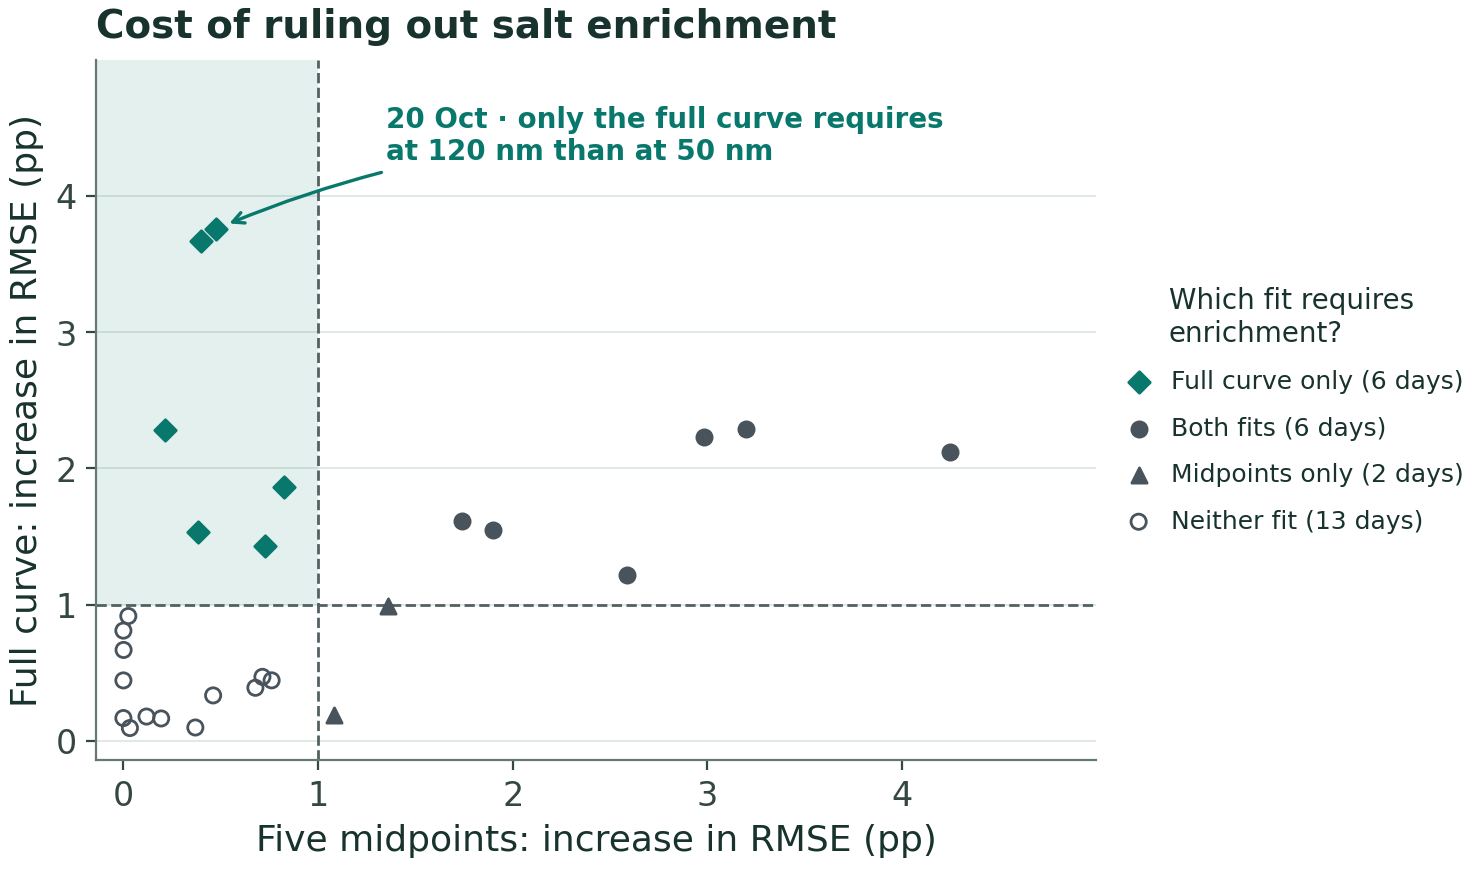 Cost of ruling out salt enrichment
20 Oct · only the full curve requires
at 120 nm than at 50 nm
Full curve: increase in RMSE (pp)
4
3
2
1
0
0 1 2 3 4
Five midpoints: increase in RMSE (pp)
Which fit requires
enrichment?
Full curve only (6 days)
Both fits (6 days)
Midpoints only (2 days)
Neither fit (13 days)